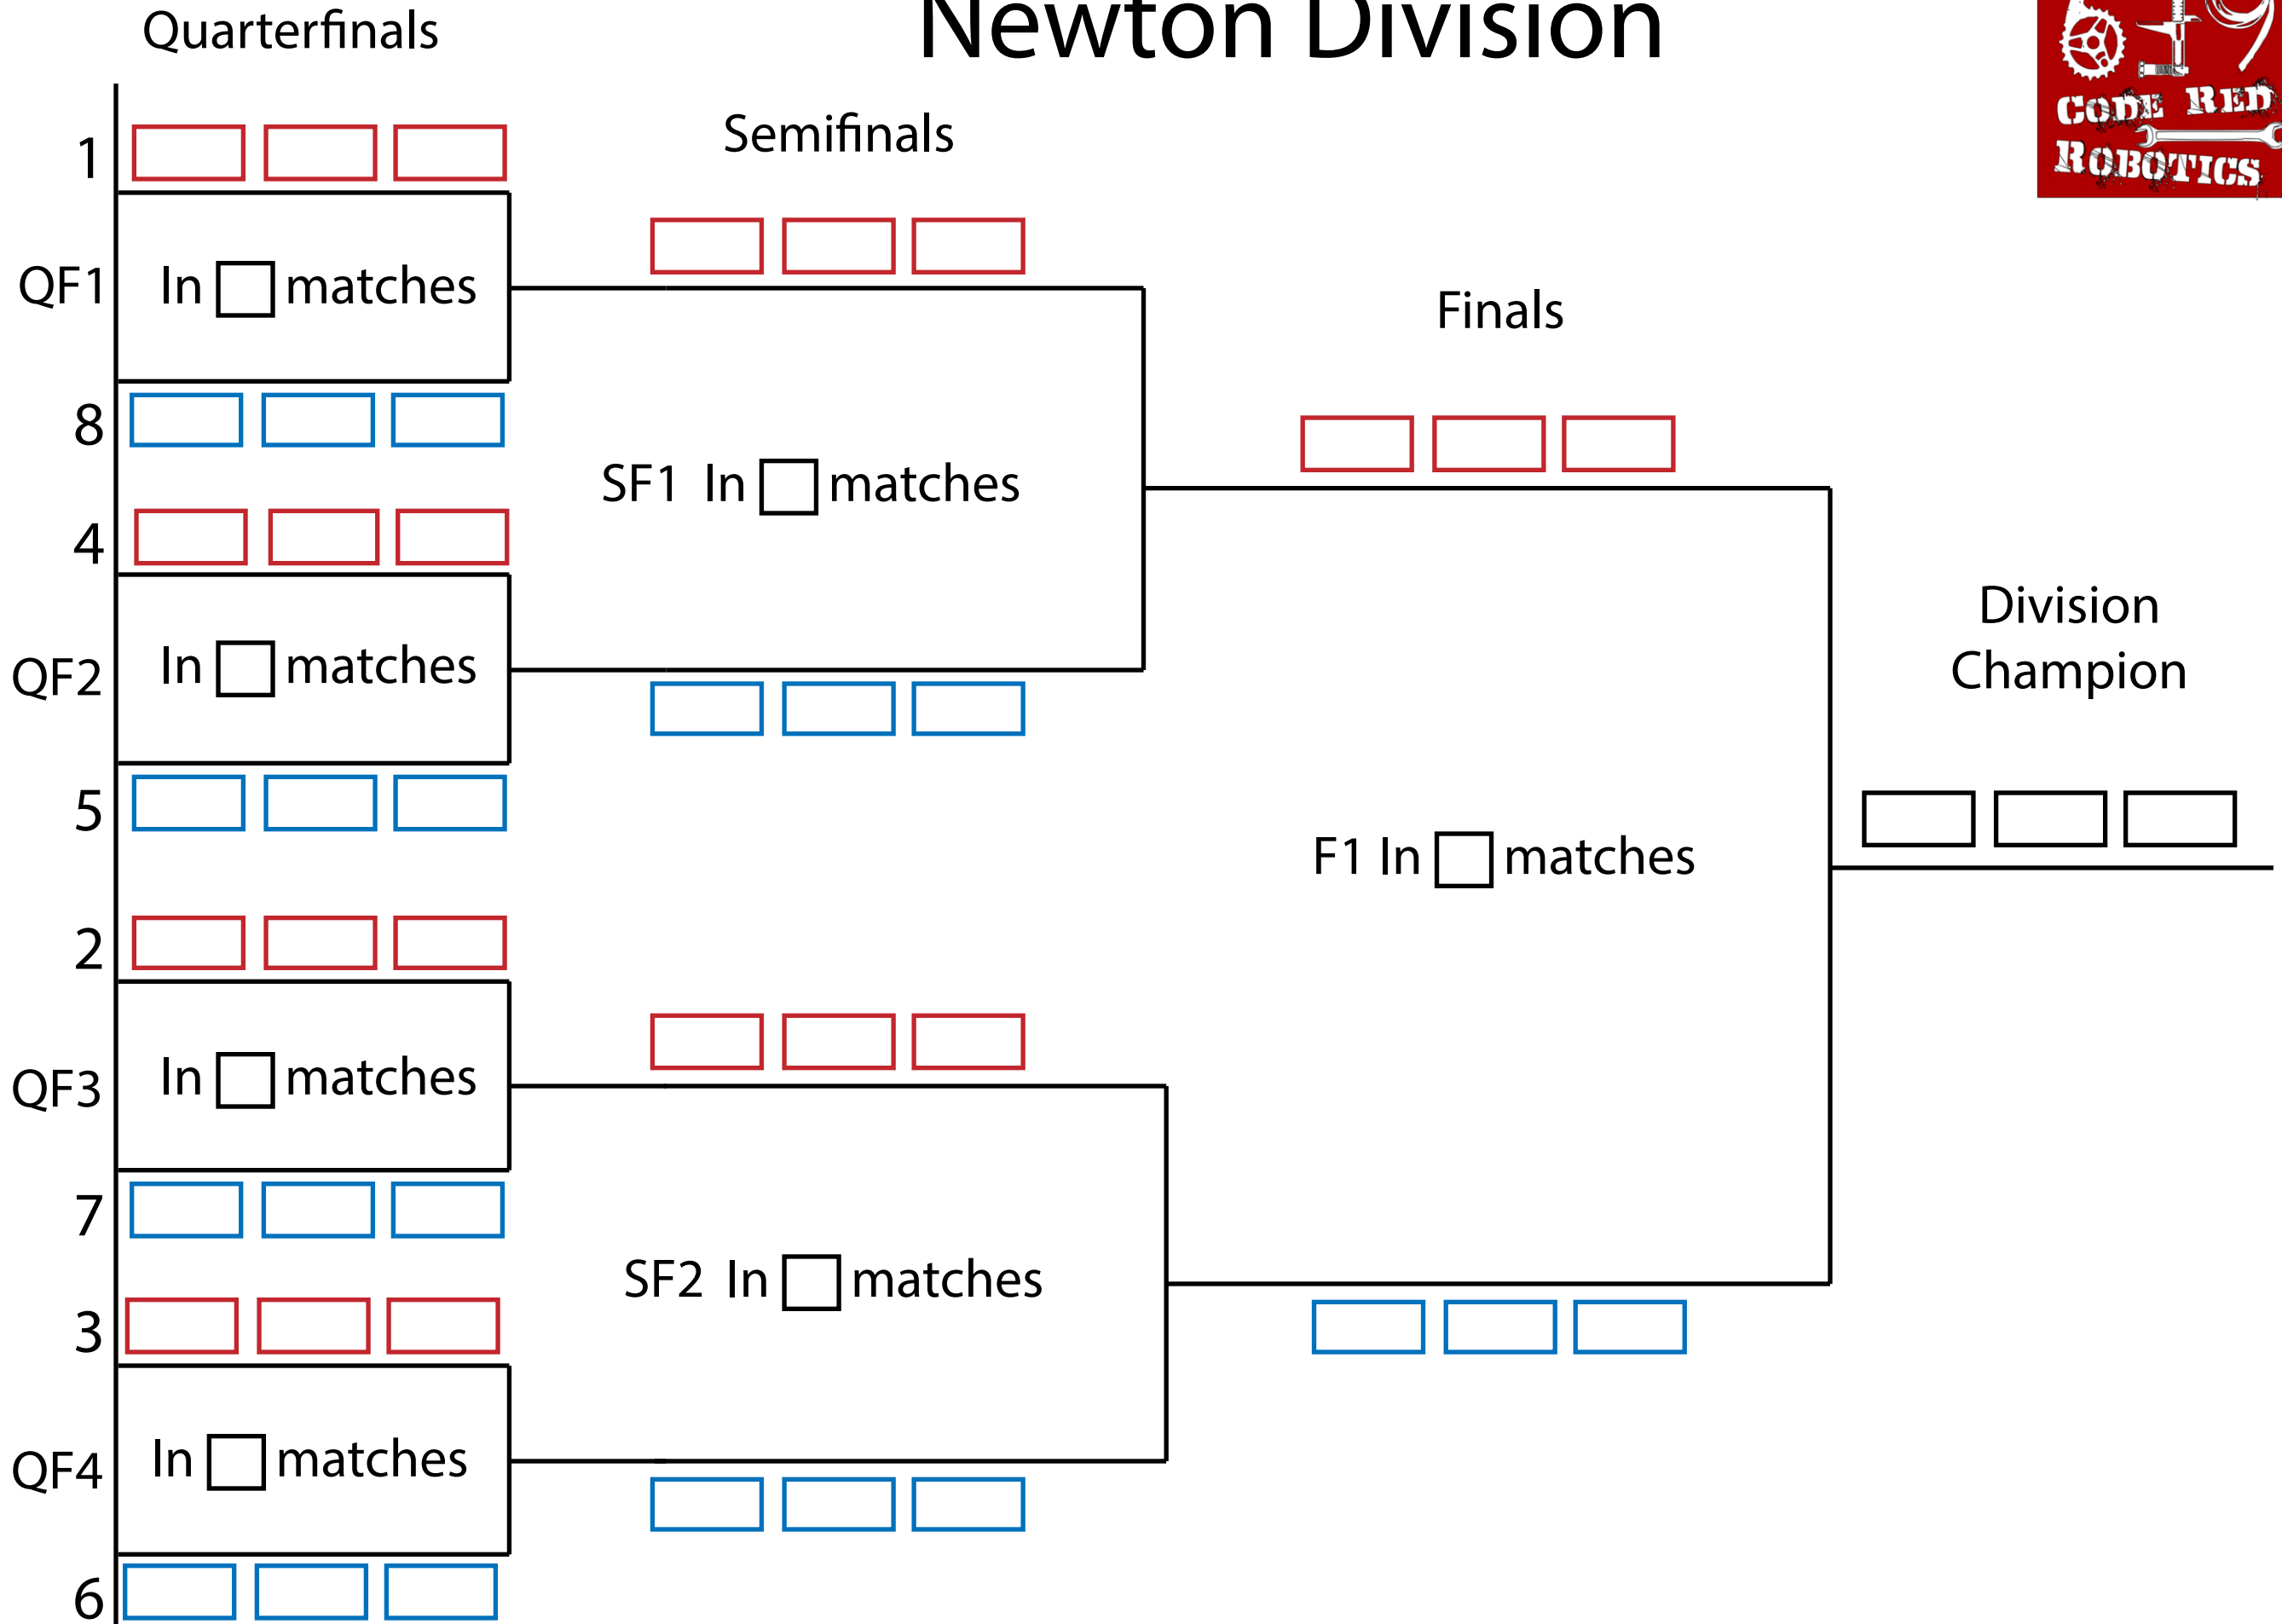 Quarterfinals
Newton Division
CODE RED
ROBOTICS
1
Semifinals
QF1
In matches
Finals
8
SF1 In matches
4
Division
Champion
QF2
In matches
5
F1 In matches
2
QF3
In matches
7
SF2 In matches
3
QF4
In matches
6